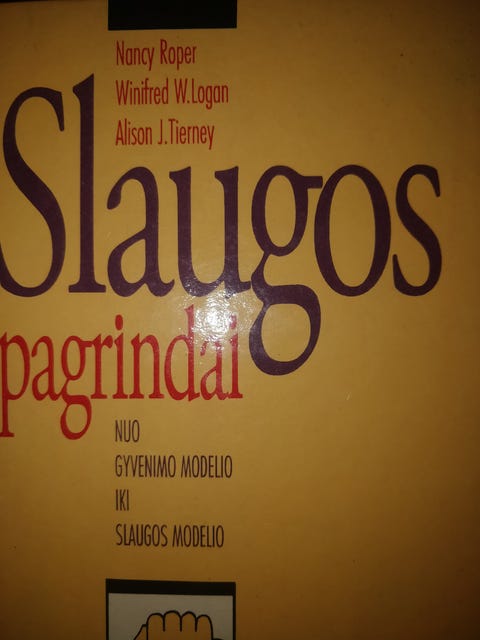 Nancy Roper
Winifred W.Logan
Alison J.Tierney
Slaugos
pagrindai
NUO
GYVENIMO MODELIO
IKI
SLAUGOS MODELIO